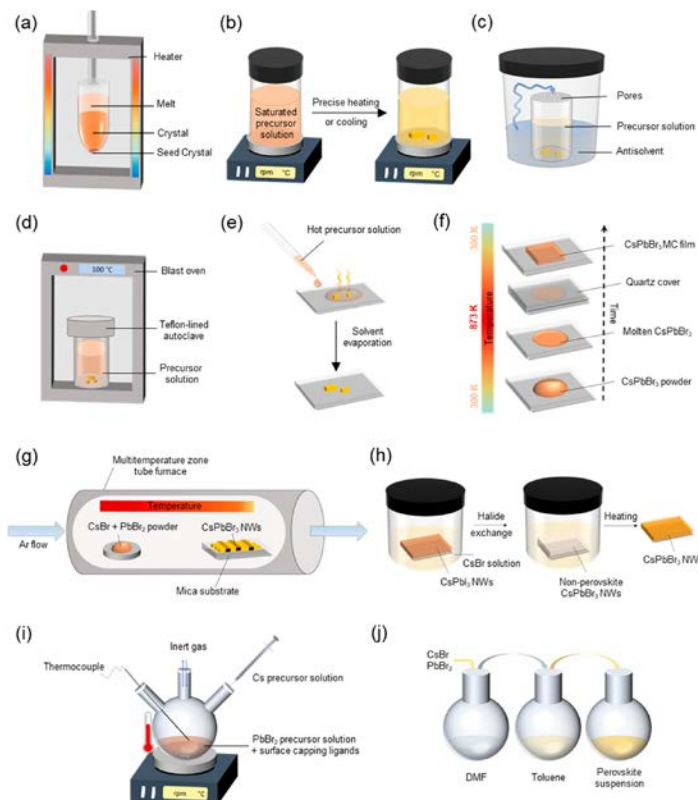 (a)
Heater
Melt
Crystal
Seed Crystal
(b)
Saturated
precursor
solution
Precise heating
or cooling
rpm °C
rpm °C
(c)
Pores
Precursor solution
Antisolvent
(d)
100 °C
Blast oven
Teflon-lined
autoclave
Precursor
solution
(e)
Hot precursor solution
Solvent
evaporation
(f)
300 K
873 K
Temperature
300 K
Time
CsPbBr₃ MC film
Quartz cover
Molten CsPbBr₃
CsPbBr₃ powder
(g)
Multitemperature zone
tube furnace
Temperature
CsBr + PbBr₂ powder
CsPbBr₃ NWs
Ar flow
Mica substrate
(h)
Halide
exchange
Heating
CsBr solution
CsPbI₃ NWs
Non-perovskite
CsPbBr₃ NWs
CsPbBr₃ NW
(i)
Inert gas
Thermocouple
Cs precursor solution
PbBr₂ precursor solution
+ surface capping ligands
rpm °C
(j)
CsBr
PbBr₂
DMF
Toluene
Perovskite
suspension